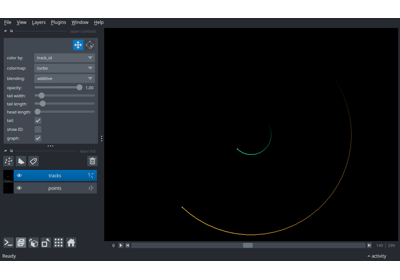 File View Layers Plugins Window Help
color by: track_id
colormap: turbo
blending: additive
opacity: 1.00
tail width:
tail length:
head length:
tail:
show ID:
graph:
tracks
points
Ready
activity